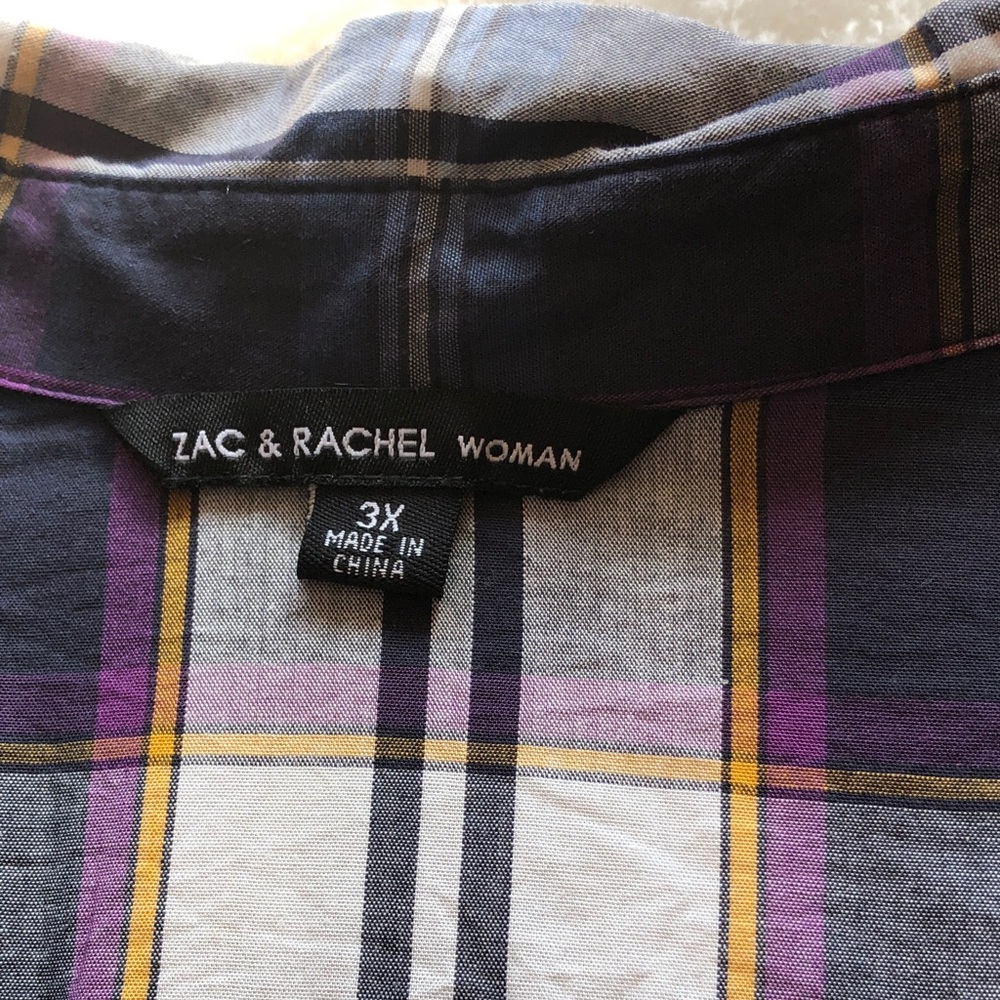 ZAC & RACHEL WOMAN
3X
MADE IN
CHINA